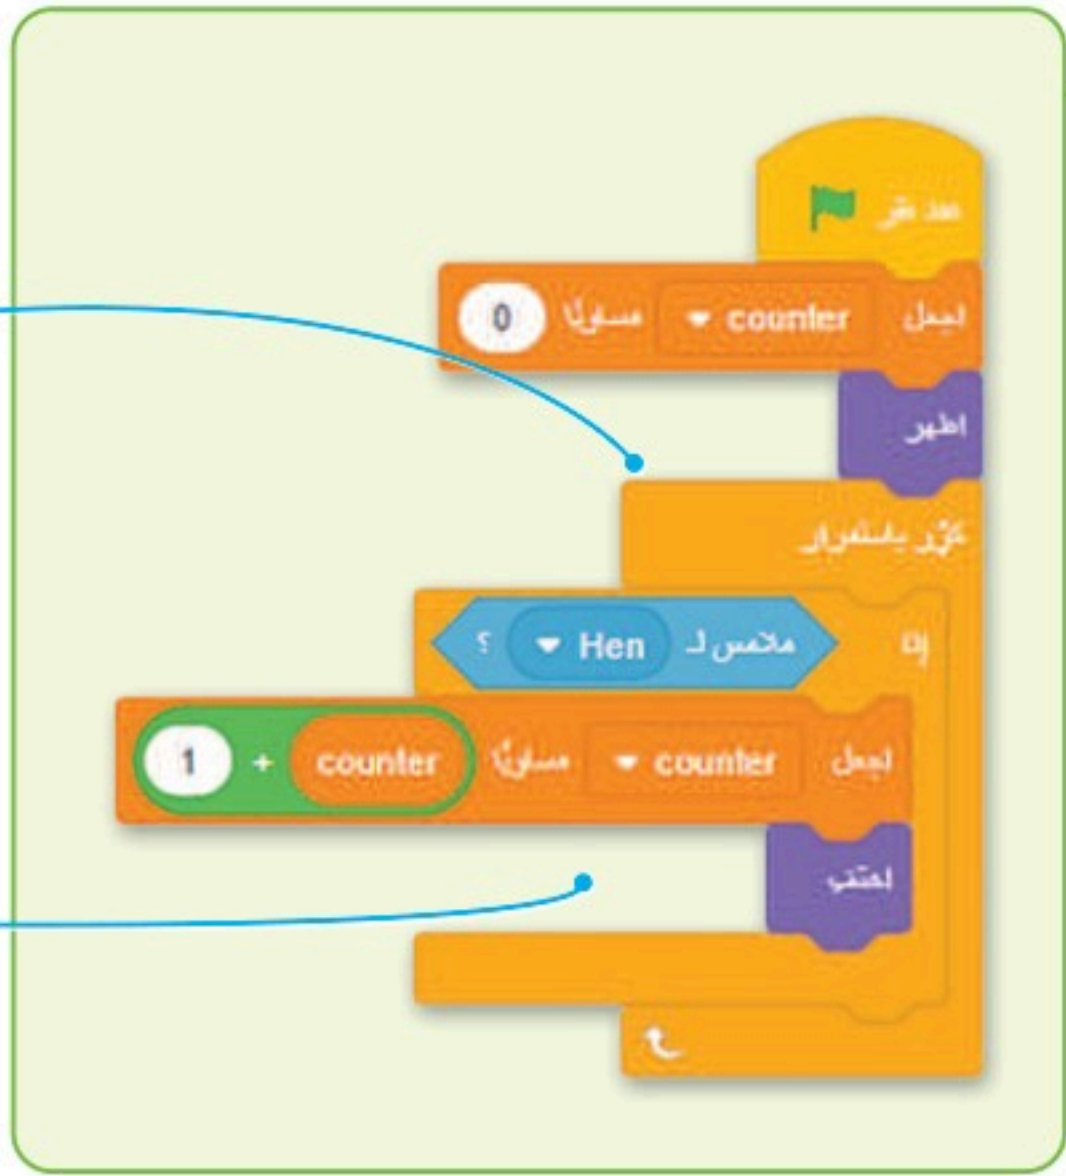 عند نقر
اجعل counter مساويًا 0
اظهر
كرِّر باستمرار
إذا ملامس لـ Hen ؟
اجعل counter مساويًا counter + 1
اختفِ